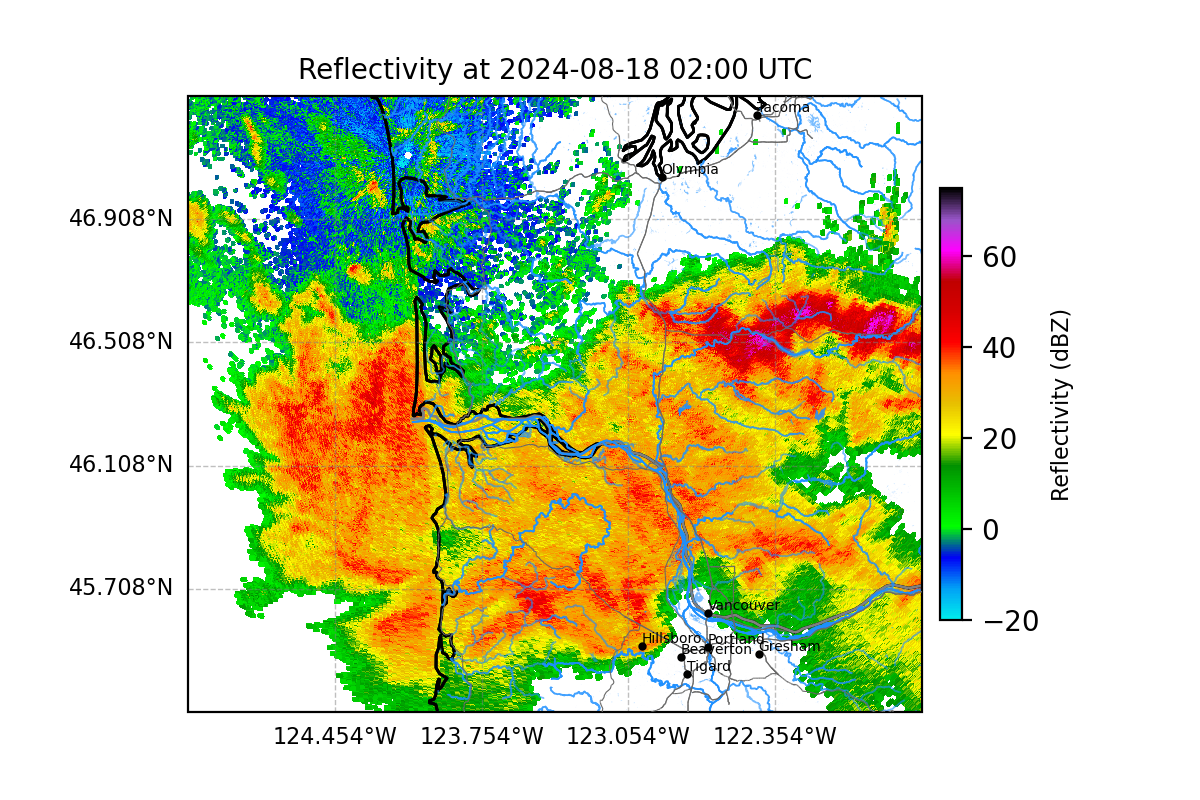 Reflectivity at 2024-08-18 02:00 UTC
Tacoma
Olympia
46.908°N
46.508°N
46.108°N
45.708°N
Vancouver
Hillsboro
Portland
Beaverton
Gresham
Tigard
124.454°W
123.754°W
123.054°W
122.354°W
60
40
20
0
−20
Reflectivity (dBZ)